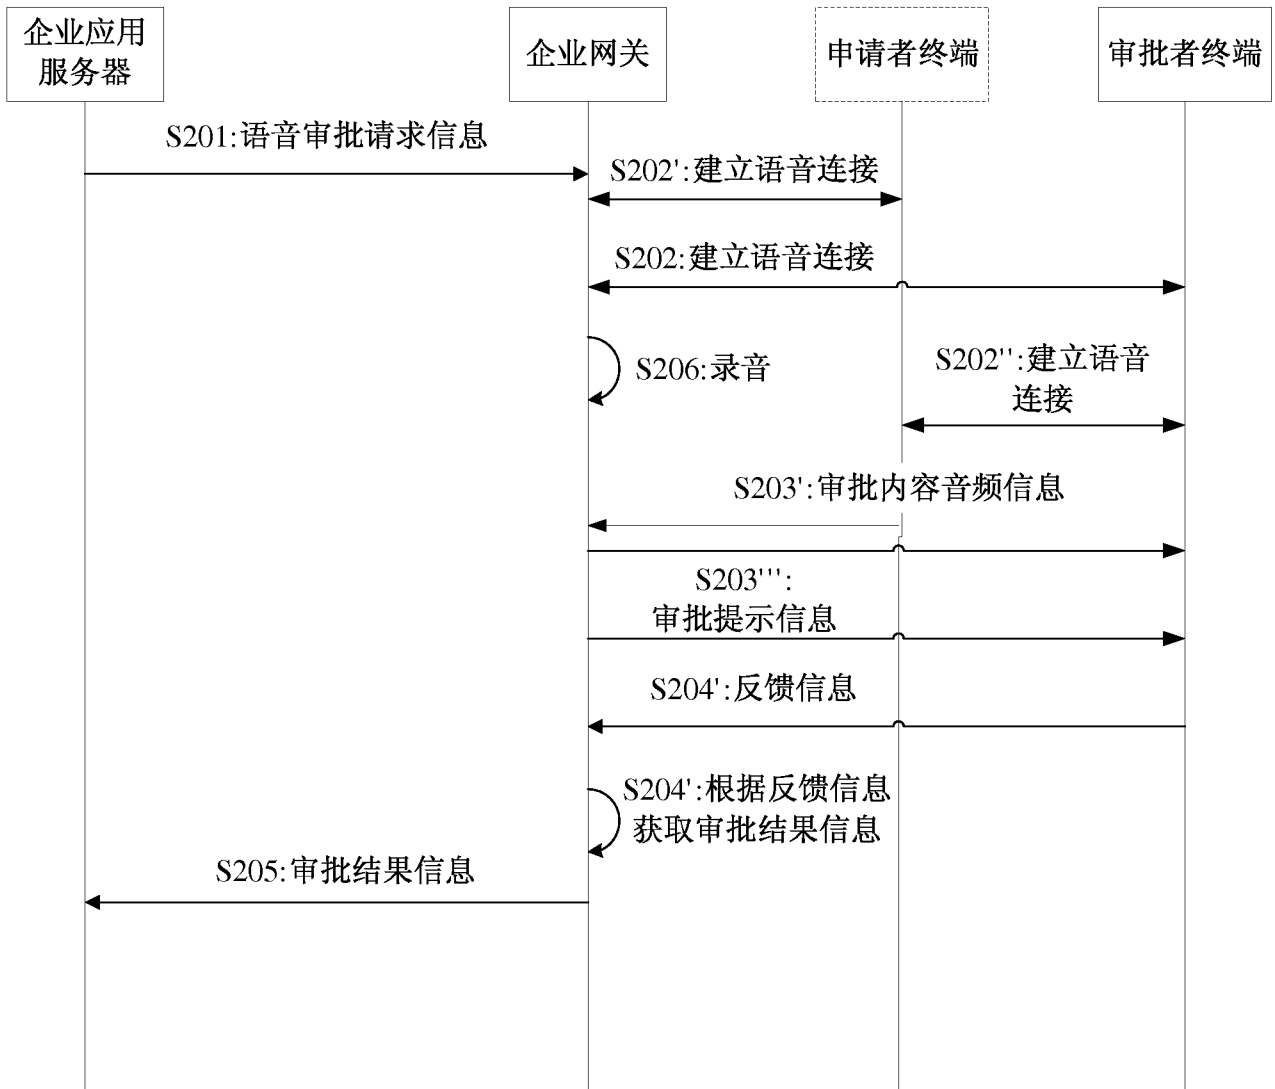 企业应用
服务器
企业网关
申请者终端
审批者终端
S201:语音审批请求信息
S202':建立语音连接
S202:建立语音连接
S206:录音
S202'':建立语音
连接
S203':审批内容音频信息
S203''':
审批提示信息
S204':反馈信息
S204':根据反馈信息
获取审批结果信息
S205:审批结果信息